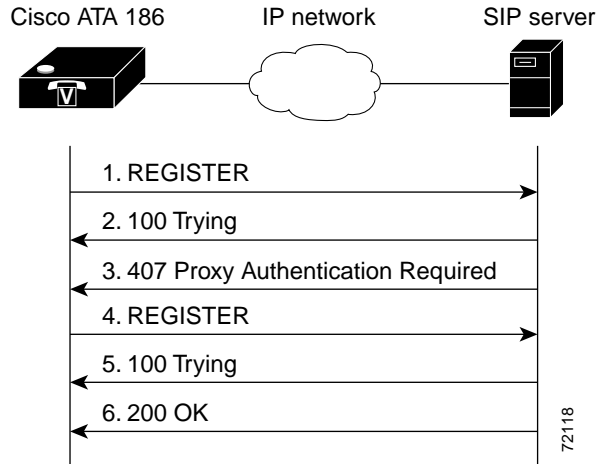 Cisco ATA 186
IP network
SIP server
V
1. REGISTER
2. 100 Trying
3. 407 Proxy Authentication Required
4. REGISTER
5. 100 Trying
6. 200 OK
72118